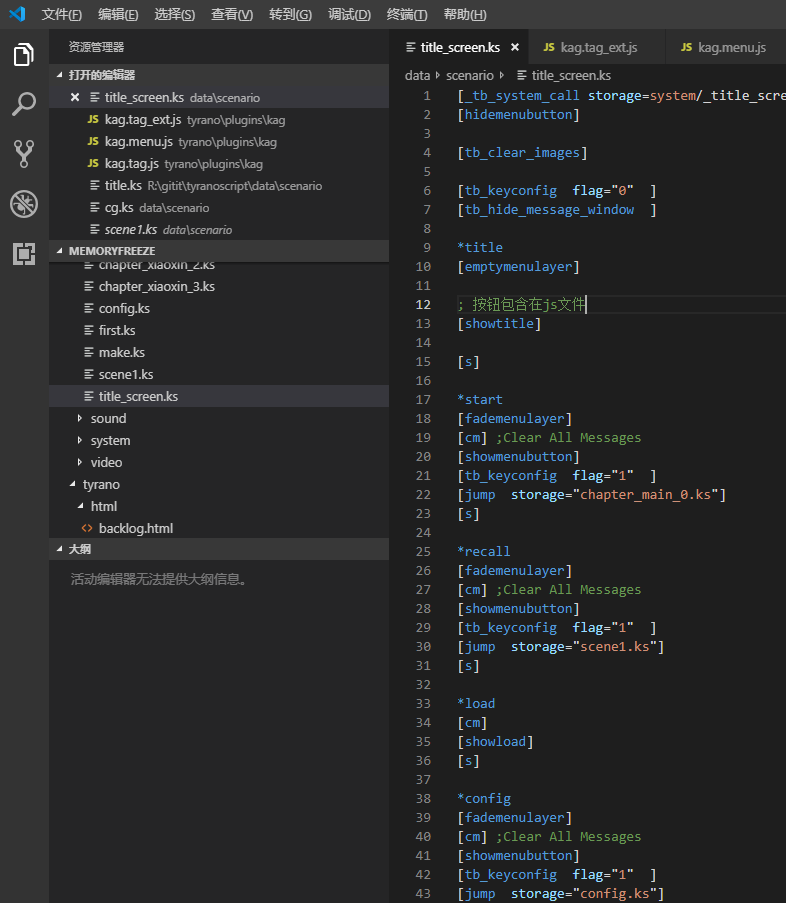 文件(F) 编辑(E) 选择(S) 查看(V) 转到(G) 调试(D) 终端(T) 帮助(H)
资源管理器
打开的编辑器
title_screen.ks data\scenario
JS kag.tag_ext.js tyrano\plugins\kag
JS kag.menu.js tyrano\plugins\kag
JS kag.tag.js tyrano\plugins\kag
title.ks R:\gitit\tyranoscript\data\scenario
cg.ks data\scenario
scene1.ks data\scenario
MEMORYFREEZE
chapter_xiaoxin_2.ks
chapter_xiaoxin_3.ks
config.ks
first.ks
make.ks
scene1.ks
title_screen.ks
sound
system
video
tyrano
html
<> backlog.html
大纲
活动编辑器无法提供大纲信息。
title_screen.ks × JS kag.tag_ext.js JS kag.menu.js
data scenario title_screen.ks
1 [_tb_system_call storage=system/_title_scre
2 [hidemenubutton]
3
4 [tb_clear_images]
5
6 [tb_keyconfig  flag="0"  ]
7 [tb_hide_message_window  ]
8
9 *title
10 [emptymenulayer]
11
12 ; 按钮包含在js文件
13 [showtitle]
14
15 [s]
16
17 *start
18 [fademenulayer]
19 [cm] ;Clear All Messages
20 [showmenubutton]
21 [tb_keyconfig  flag="1"  ]
22 [jump  storage="chapter_main_0.ks"]
23 [s]
24
25 *recall
26 [fademenulayer]
27 [cm] ;Clear All Messages
28 [showmenubutton]
29 [tb_keyconfig  flag="1"  ]
30 [jump  storage="scene1.ks"]
31 [s]
32
33 *load
34 [cm]
35 [showload]
36 [s]
37
38 *config
39 [fademenulayer]
40 [cm] ;Clear All Messages
41 [showmenubutton]
42 [tb_keyconfig  flag="1"  ]
43 [jump  storage="config.ks"]